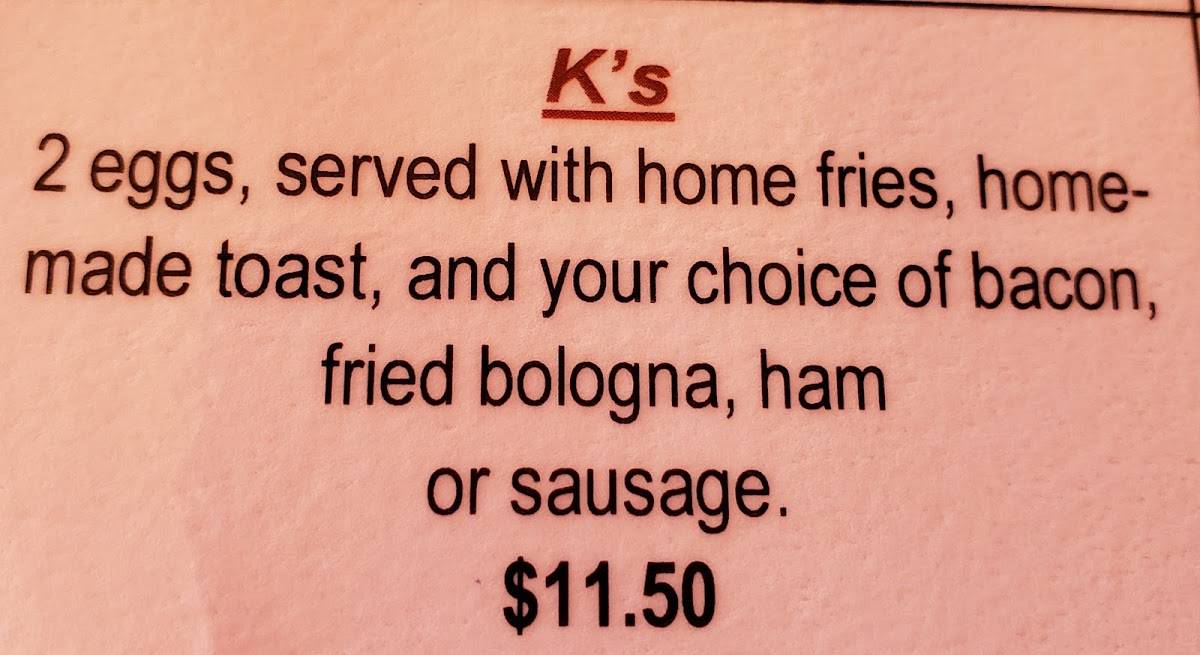 K's
2 eggs, served with home fries, home-
made toast, and your choice of bacon,
fried bologna, ham
or sausage.
$11.50